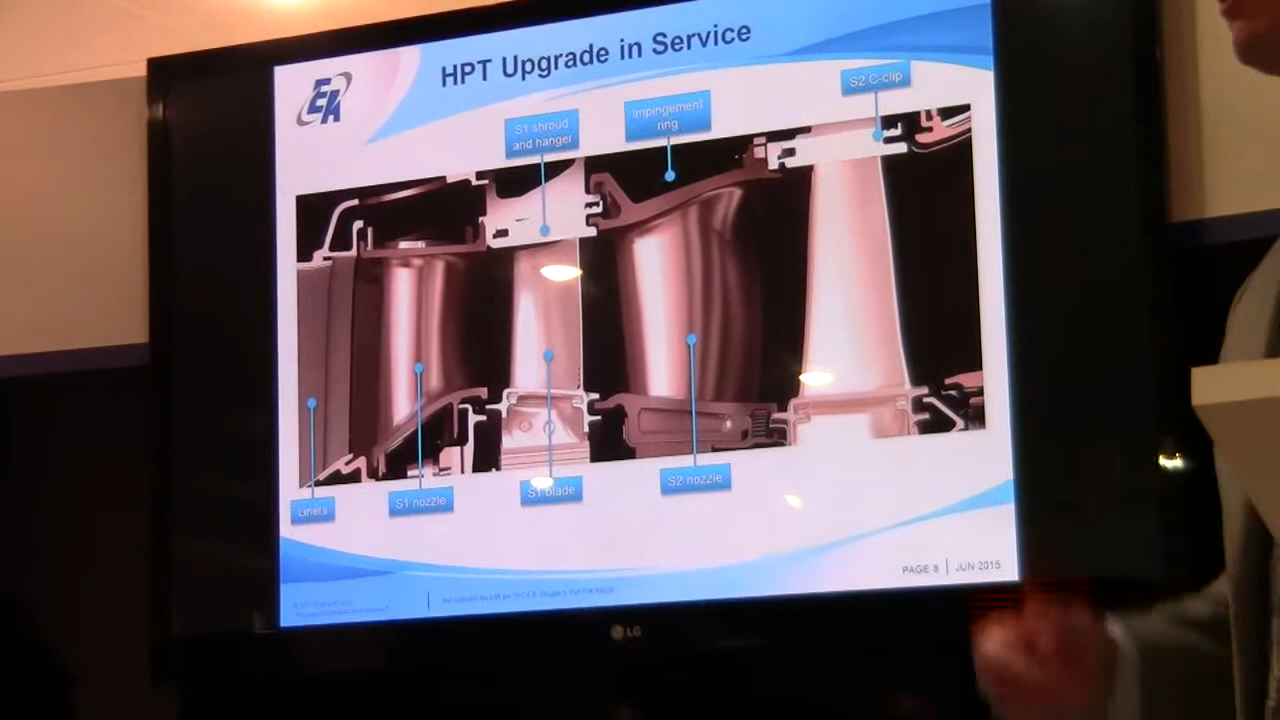 EA
HPT Upgrade in Service
S1 shroud
and hanger
Impingement
ring
S2 C-clip
Liners
S1 nozzle
S1 blade
S2 nozzle
PAGE 8
JUN 2015
LG